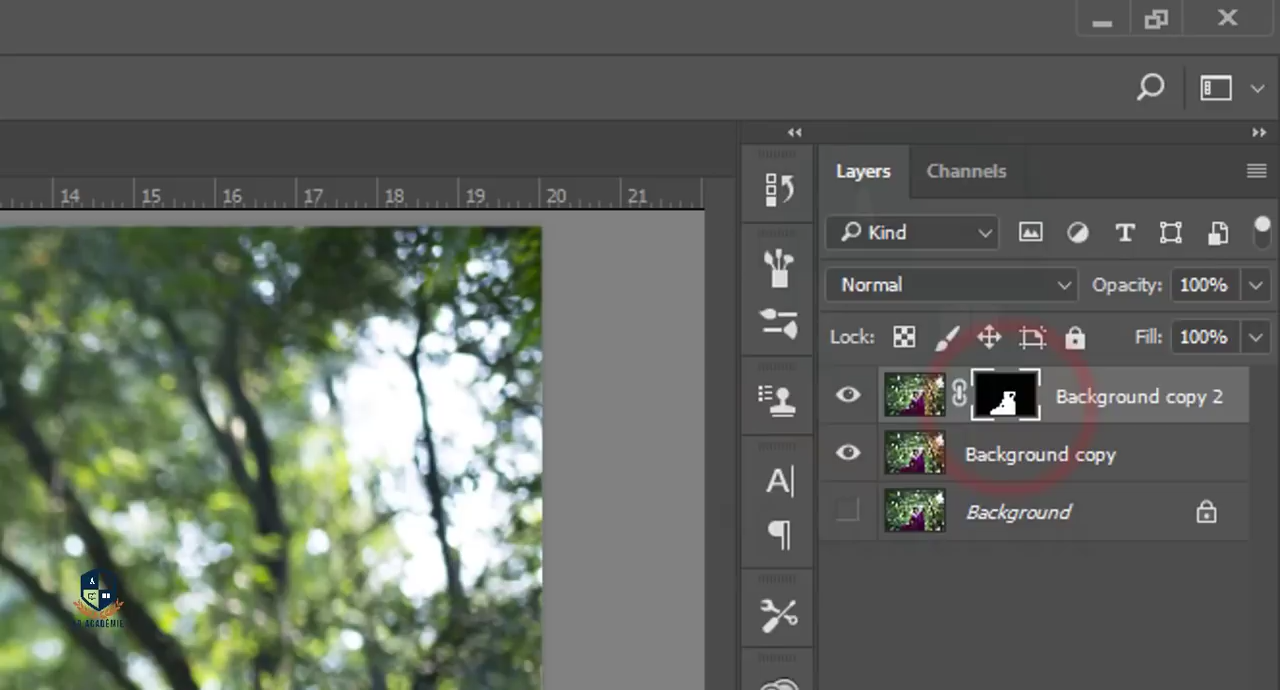 14 15 16 17 18 19 20 21
Layers Channels
Kind
Normal Opacity: 100%
Lock: Fill: 100%
Background copy 2
Background copy
Background